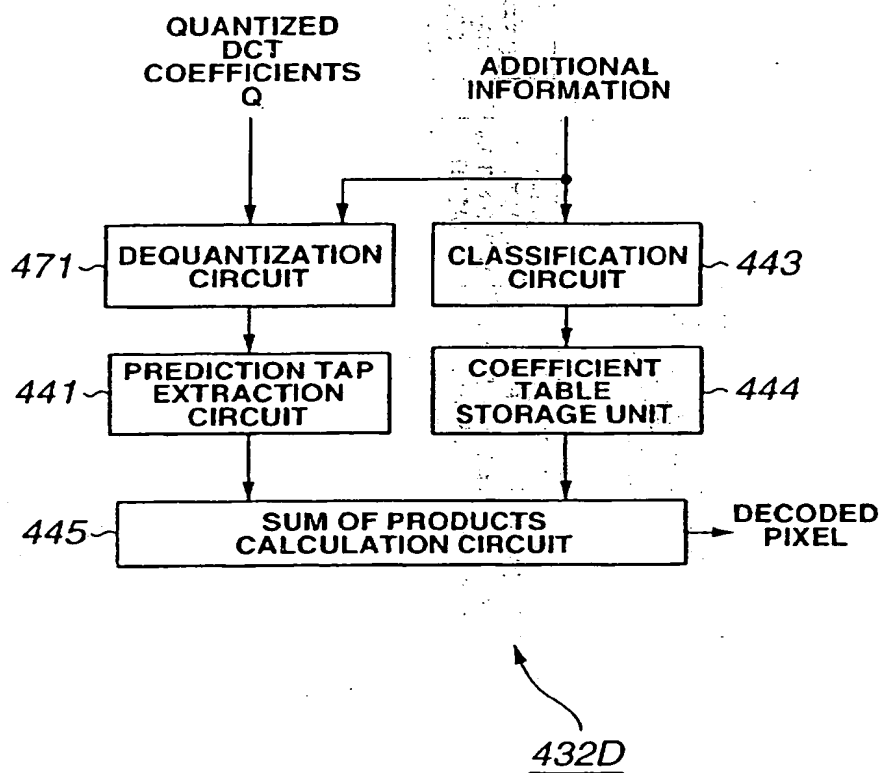 QUANTIZED
DCT
COEFFICIENTS
Q
ADDITIONAL
INFORMATION
471
DEQUANTIZATION
CIRCUIT
CLASSIFICATION
CIRCUIT
443
441
PREDICTION TAP
EXTRACTION
CIRCUIT
COEFFICIENT
TABLE
STORAGE UNIT
444
445
SUM OF PRODUCTS
CALCULATION CIRCUIT
DECODED
PIXEL
432D